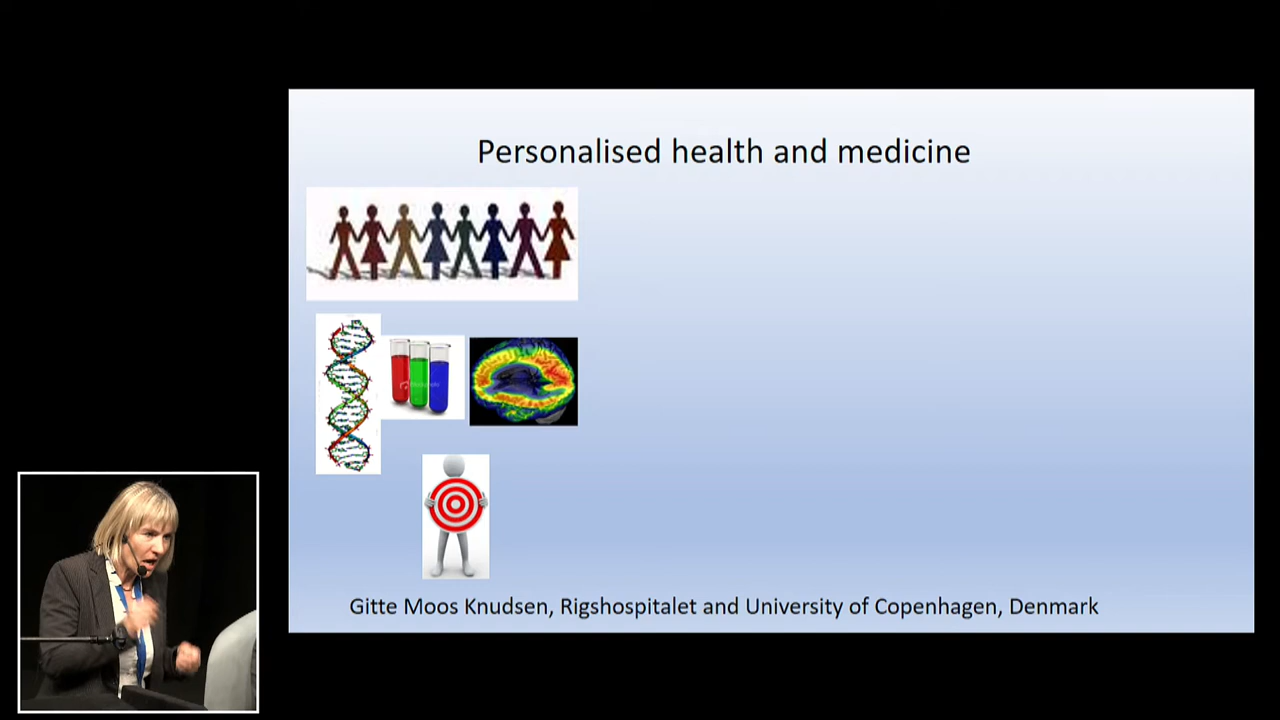 Personalised health and medicine
Gitte Moos Knudsen, Rigshospitalet and University of Copenhagen, Denmark